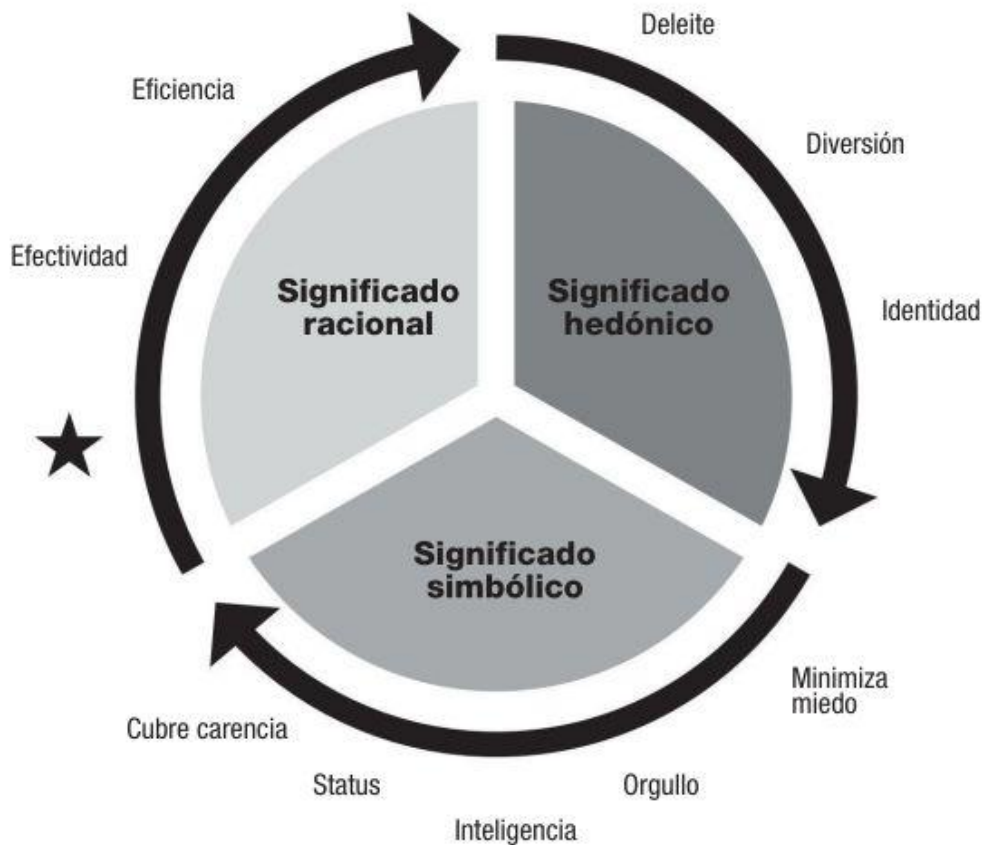 Deleite
Eficiencia
Diversión
Efectividad
Significado
racional
Significado
hedónico
Identidad
Significado
simbólico
Minimiza
miedo
Cubre carencia
Status
Orgullo
Inteligencia